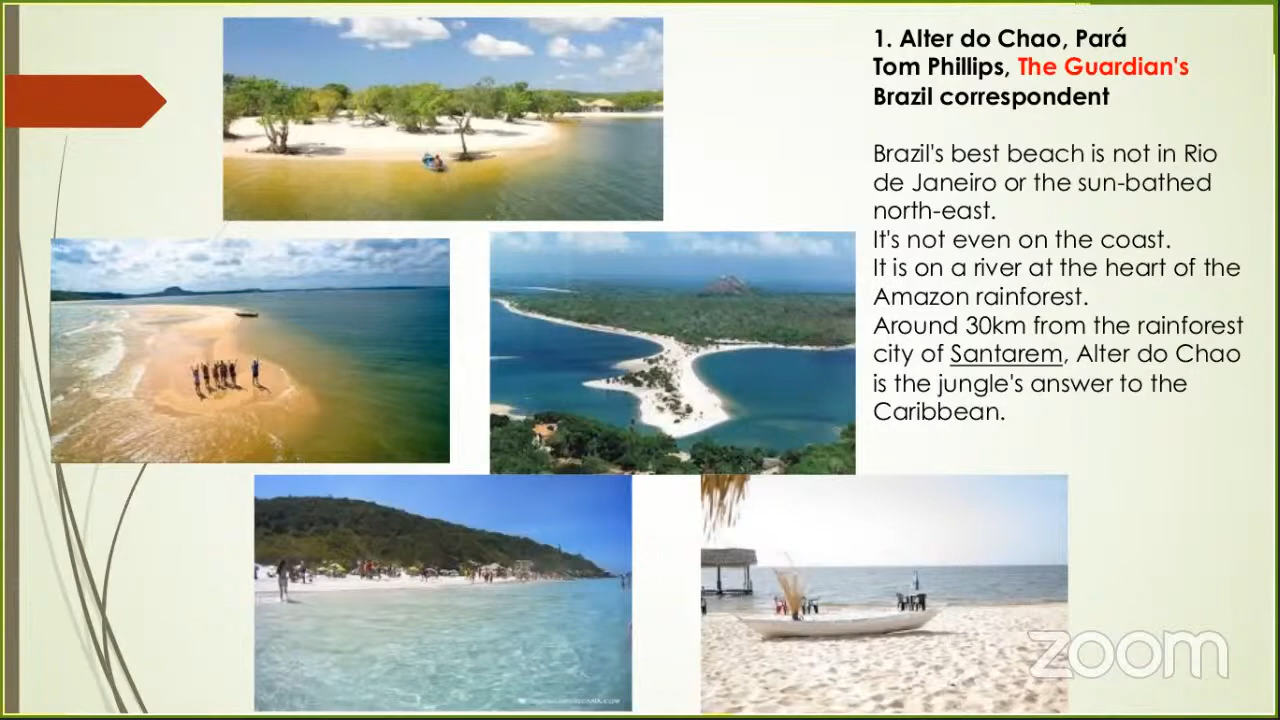 1. Alter do Chao, Pará
Tom Phillips, The Guardian's
Brazil correspondent
Brazil's best beach is not in Rio
de Janeiro or the sun-bathed
north-east.
It's not even on the coast.
It is on a river at the heart of the
Amazon rainforest.
Around 30km from the rainforest
city of Santarem, Alter do Chao
is the jungle's answer to the
Caribbean.
zoom